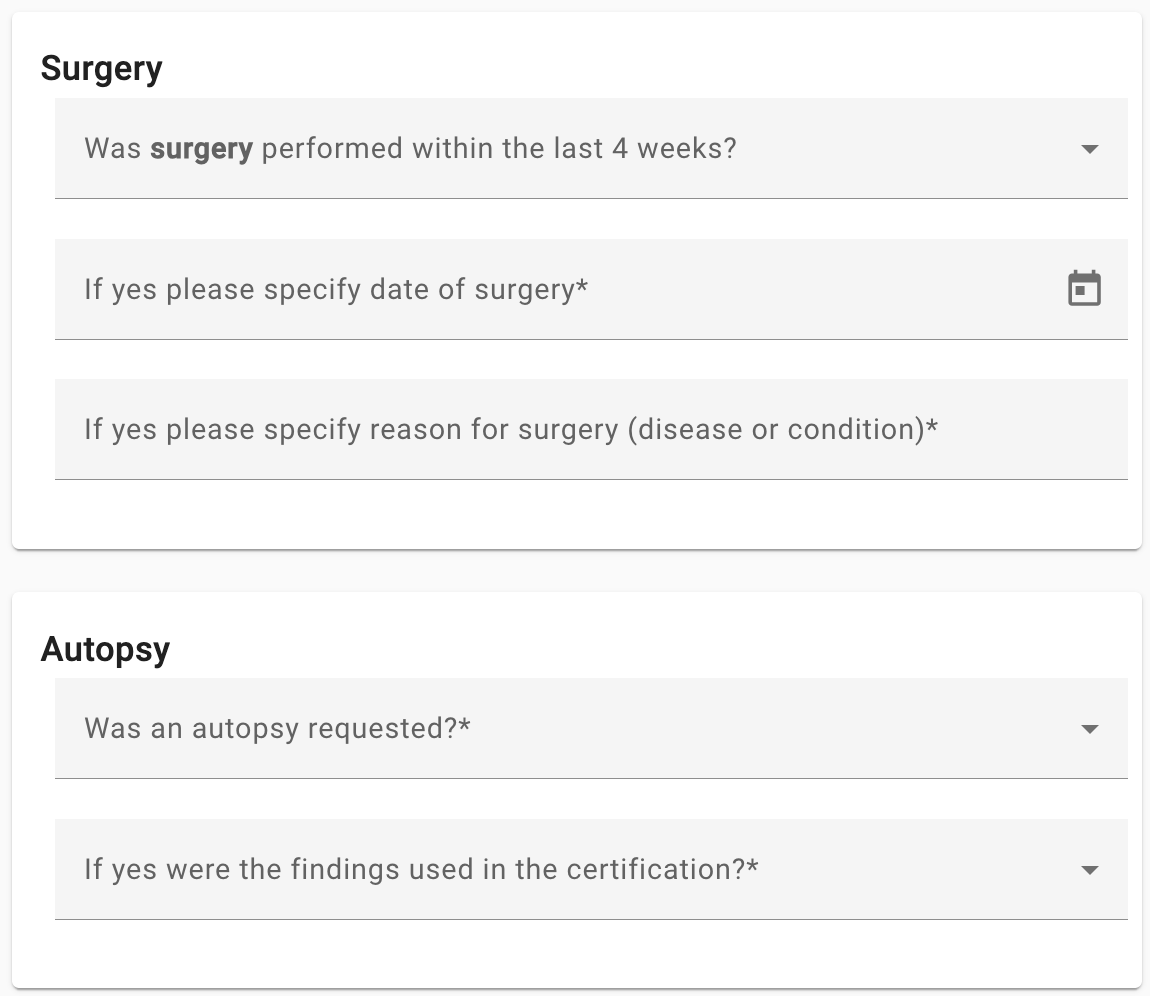 Surgery
Was surgery performed within the last 4 weeks?
If yes please specify date of surgery*
If yes please specify reason for surgery (disease or condition)*
Autopsy
Was an autopsy requested?*
If yes were the findings used in the certification?*